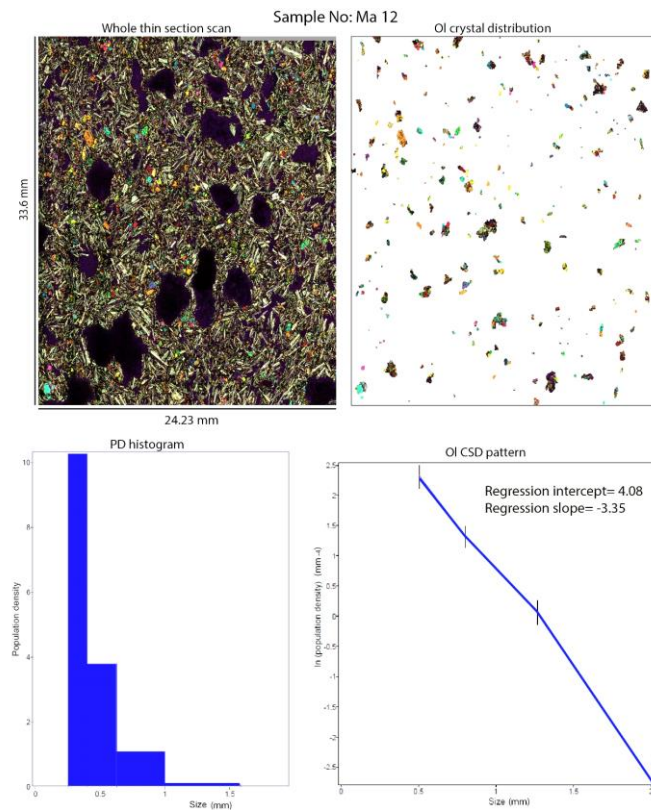 Sample No: Ma 12
Whole thin section scan
Ol crystal distribution
33.6 mm
24.23 mm
PD histogram
Population density
10
8
6
4
2
0
0
0.5
1
1.5
Size (mm)
Ol CSD pattern
Regression intercept= 4.08
Regression slope= -3.35
ln (population density) (mm -4)
2.5
2
1.5
1
0.5
0
-0.5
-1
-1.5
-2
-2.5
0
0.5
1
1.5
2
Size (mm)